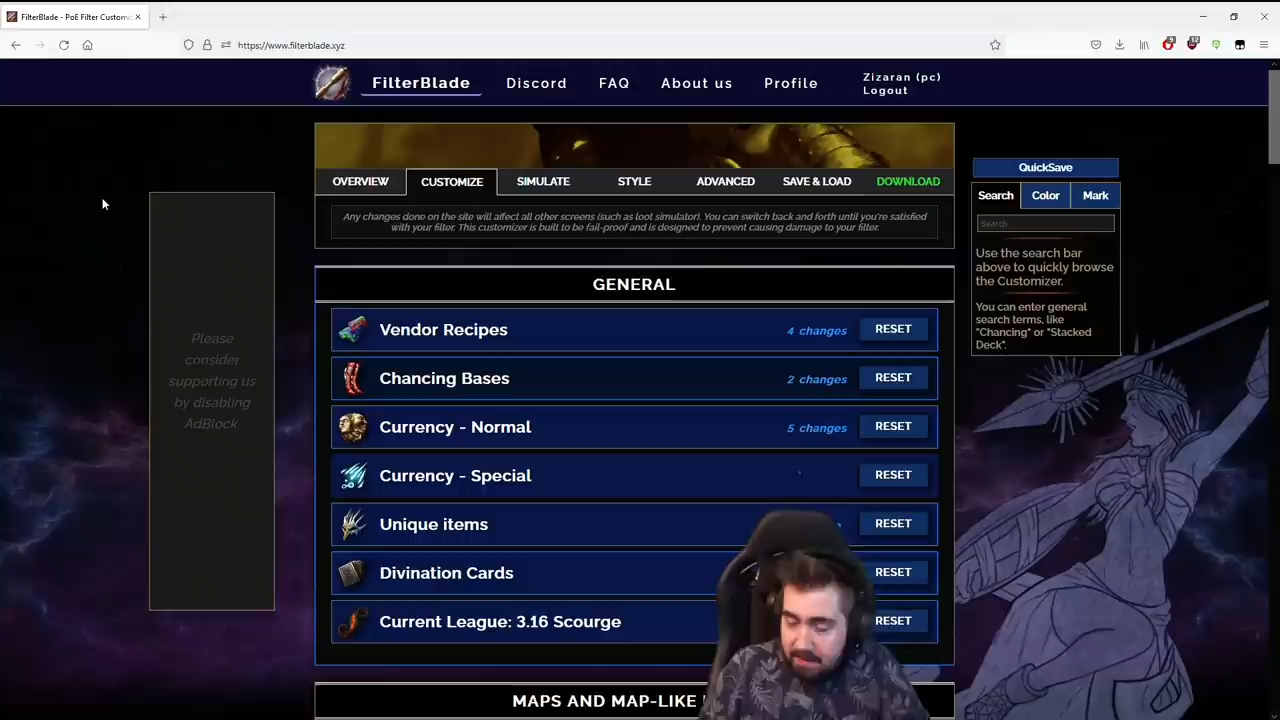 FilterBlade - PoE Filter Custom
https://www.filterblade.xyz
FilterBlade
Discord
FAQ
About us
Profile
Zizaran (pc)
Logout
OVERVIEW
CUSTOMIZE
SIMULATE
STYLE
ADVANCED
SAVE & LOAD
DOWNLOAD
Any changes done on the site will affect all other screens (such as loot simulator). You can switch back and forth until you're satisfied
with your filter. This customizer is built to be fail-proof and is designed to prevent causing damage to your filter.
QuickSave
Search
Color
Mark
Search
Use the search bar
above to quickly browse
the Customizer.
You can enter general
search terms, like
"Chancing" or "Stacked
Deck".
Please
consider
supporting us
by disabling
AdBlock
GENERAL
Vendor Recipes
4 changes
RESET
Chancing Bases
2 changes
RESET
Currency - Normal
5 changes
RESET
Currency - Special
RESET
Unique items
RESET
Divination Cards
RESET
Current League: 3.16 Scourge
RESET
MAPS AND MAP-LIKE